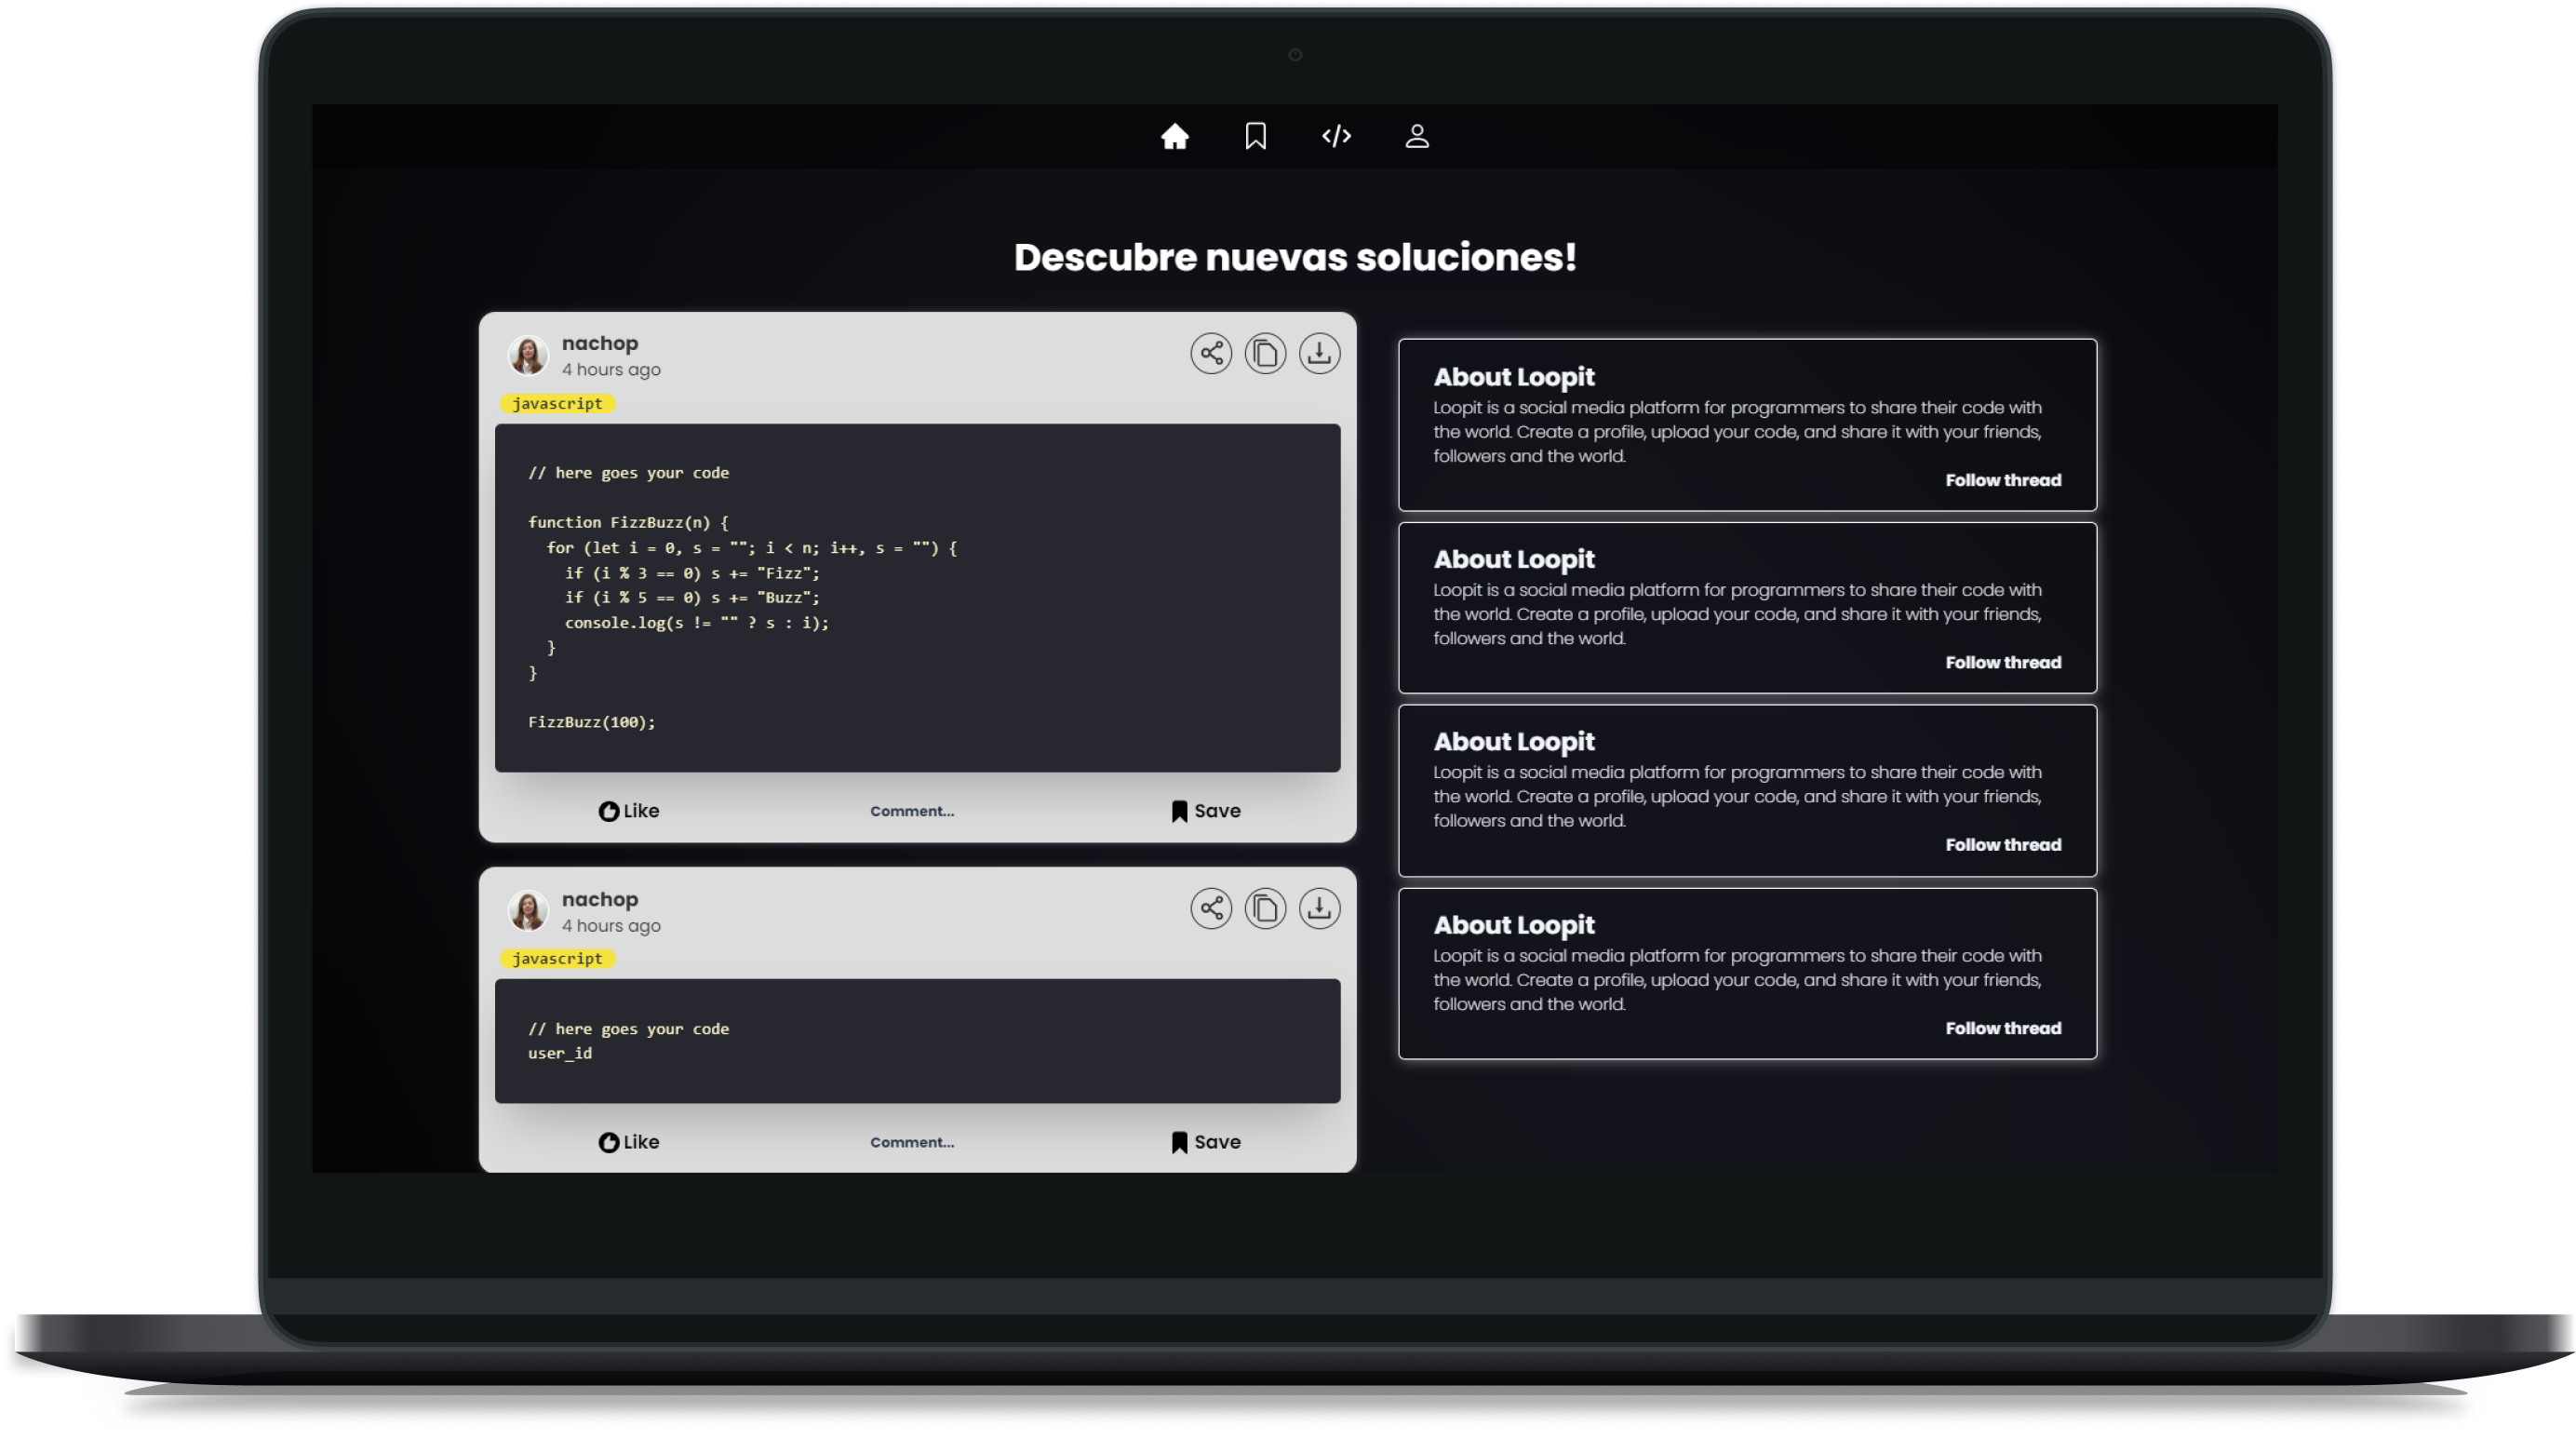 Descubre nuevas soluciones!
nachop
4 hours ago
javascript
// here goes your code
function FizzBuzz(n) {
  for (let i = 0, s = ""; i < n; i++, s = "") {
    if (i % 3 == 0) s += "Fizz";
    if (i % 5 == 0) s += "Buzz";
    console.log(s != "" ? s : i);
  }
}
FizzBuzz(100);
Like
Comment...
Save
nachop
4 hours ago
javascript
// here goes your code
user_id
Like
Comment...
Save
About Loopit
Loopit is a social media platform for programmers to share their code with
the world. Create a profile, upload your code, and share it with your friends,
followers and the world.
Follow thread
About Loopit
Loopit is a social media platform for programmers to share their code with
the world. Create a profile, upload your code, and share it with your friends,
followers and the world.
Follow thread
About Loopit
Loopit is a social media platform for programmers to share their code with
the world. Create a profile, upload your code, and share it with your friends,
followers and the world.
Follow thread
About Loopit
Loopit is a social media platform for programmers to share their code with
the world. Create a profile, upload your code, and share it with your friends,
followers and the world.
Follow thread